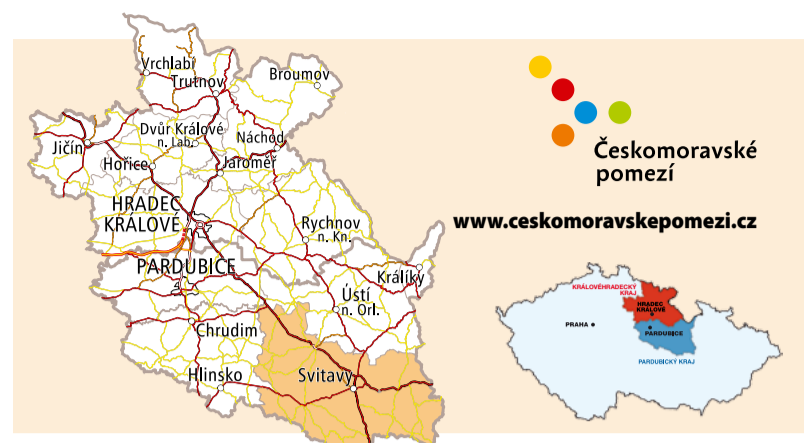 Vrchlabí
Trutnov
Broumov
Dvůr Králové
n. Lab.
Náchod
Jičín
Hořice
Jaroměř
HRADEC
KRÁLOVÉ
Rychnov
n. Kn.
PARDUBICE
Králíky
Ústí
n. Orl.
Chrudim
Hlinsko
Svitavy
Českomoravské
pomezí
www.ceskomoravskepomezi.cz
KRÁLOVÉHRADECKÝ
KRAJ
HRADEC
KRÁLOVÉ
PRAHA
PARDUBICE
PARDUBICKÝ KRAJ